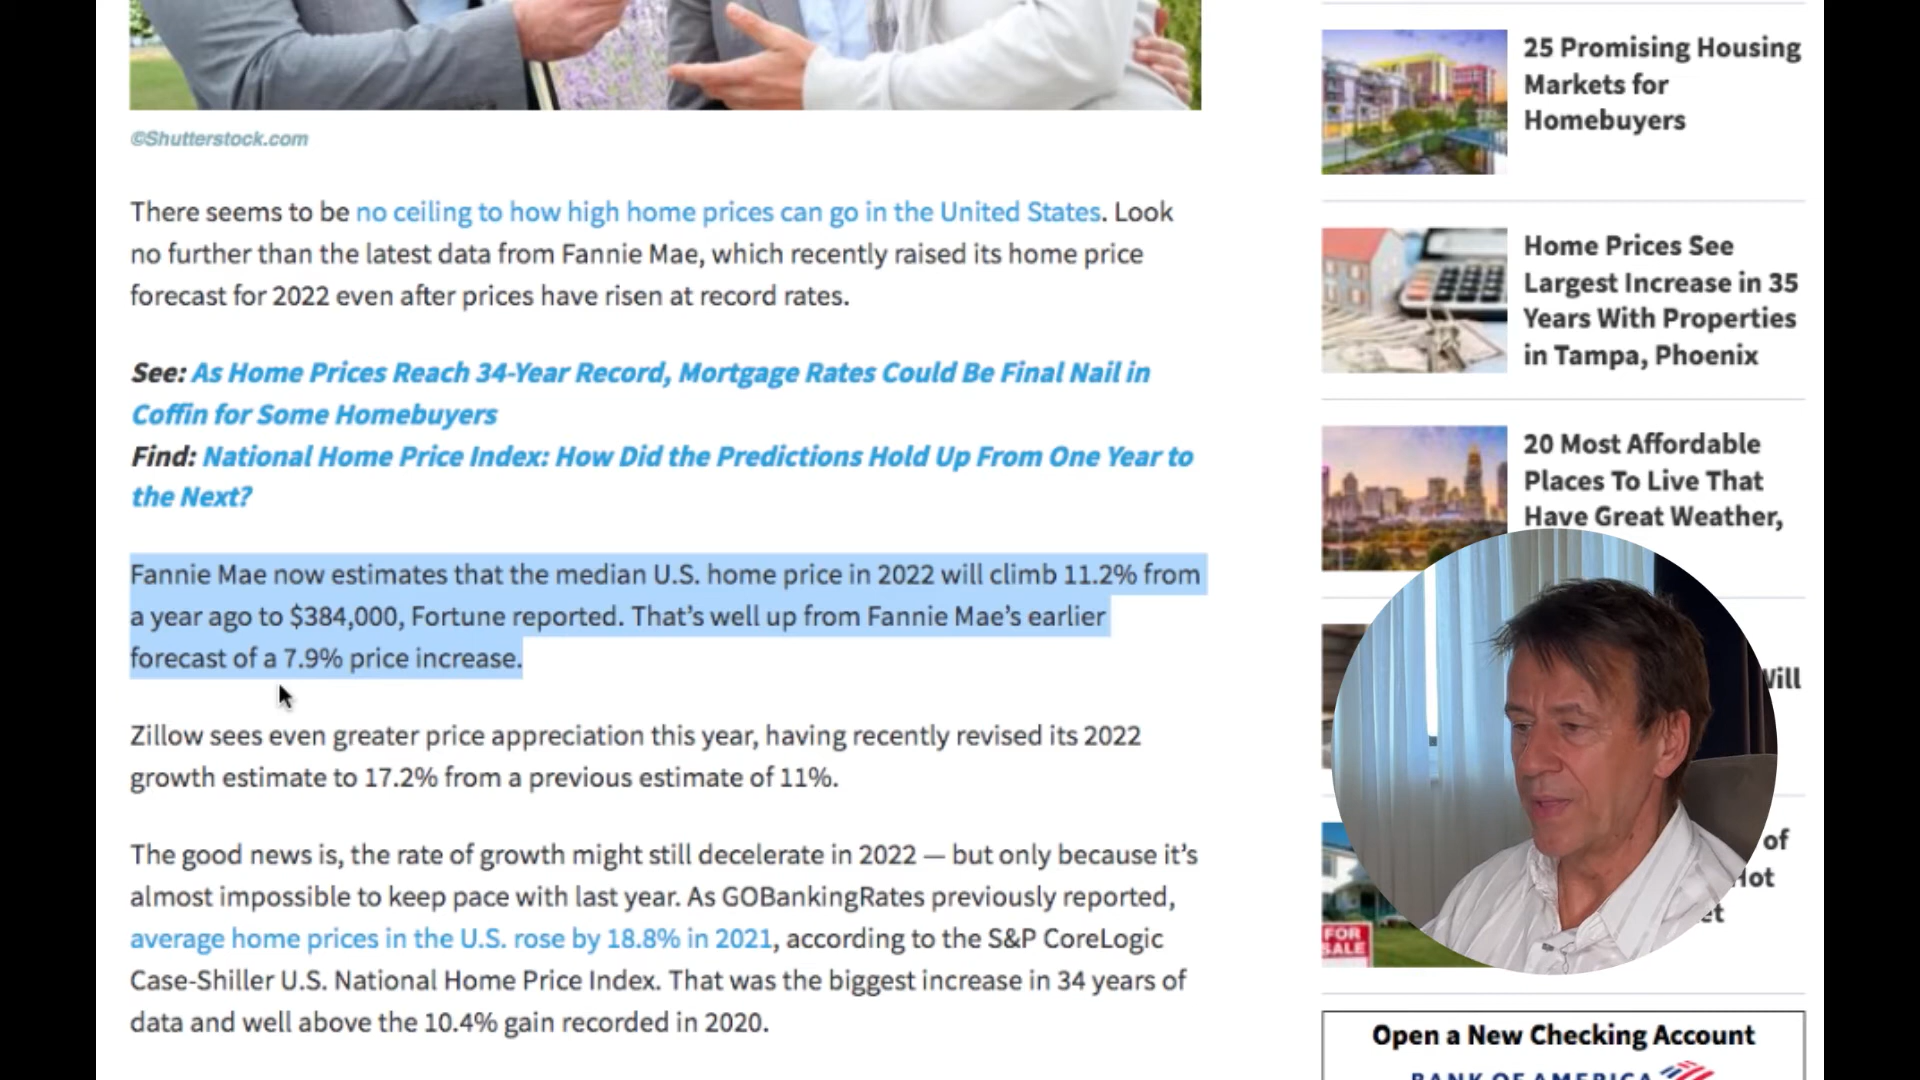 ©Shutterstock.com
There seems to be no ceiling to how high home prices can go in the United States. Look
no further than the latest data from Fannie Mae, which recently raised its home price
forecast for 2022 even after prices have risen at record rates.
See: As Home Prices Reach 34-Year Record, Mortgage Rates Could Be Final Nail in
Coffin for Some Homebuyers
Find: National Home Price Index: How Did the Predictions Hold Up From One Year to
the Next?
Fannie Mae now estimates that the median U.S. home price in 2022 will climb 11.2% from
a year ago to $384,000, Fortune reported. That’s well up from Fannie Mae’s earlier
forecast of a 7.9% price increase.
Zillow sees even greater price appreciation this year, having recently revised its 2022
growth estimate to 17.2% from a previous estimate of 11%.
The good news is, the rate of growth might still decelerate in 2022 — but only because it’s
almost impossible to keep pace with last year. As GOBankingRates previously reported,
average home prices in the U.S. rose by 18.8% in 2021, according to the S&P CoreLogic
Case-Shiller U.S. National Home Price Index. That was the biggest increase in 34 years of
data and well above the 10.4% gain recorded in 2020.
25 Promising Housing
Markets for
Homebuyers
Home Prices See
Largest Increase in 35
Years With Properties
in Tampa, Phoenix
20 Most Affordable
Places To Live That
Have Great Weather,
of
FOR
SALE
Open a New Checking Account
BANK OF AMERICA